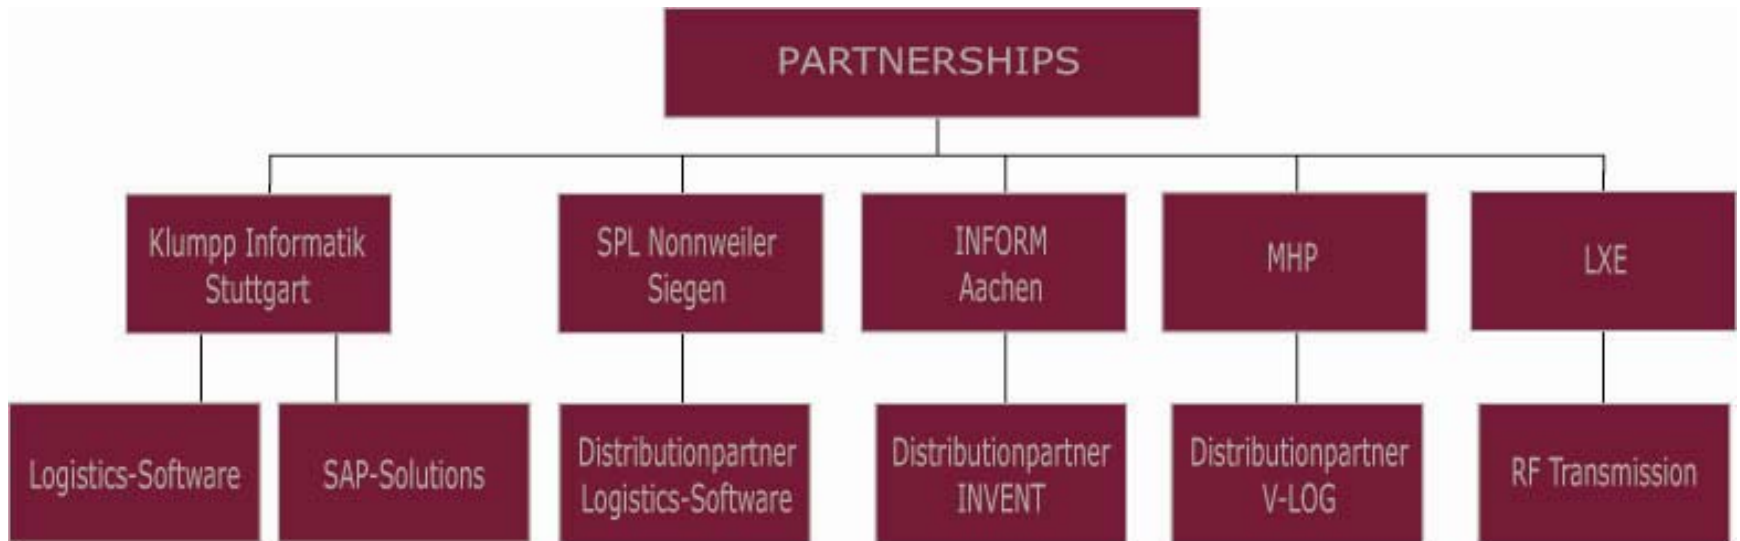 PARTNERSHIPS
Klumpp Informatik
Stuttgart
SPL Nonnweiler
Siegen
INFORM
Aachen
MHP
LXE
Logistics-Software
SAP-Solutions
Distributionpartner
Logistics-Software
Distributionpartner
INVENT
Distributionpartner
V-LOG
RF Transmission